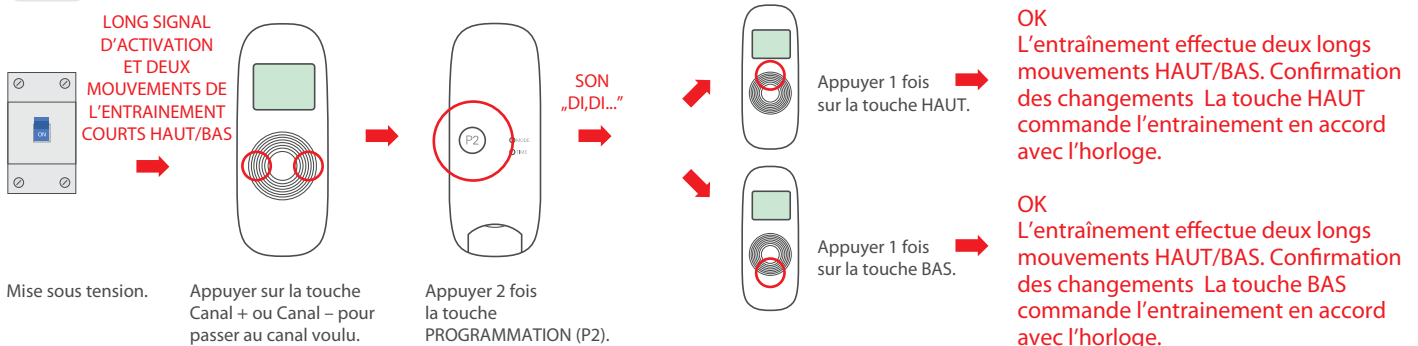 LONG SIGNAL
D'ACTIVATION
ET DEUX
MOUVEMENTS DE
L'ENTRAINEMENT
COURTS HAUT/BAS
ON
Mise sous tension.
Appuyer sur la touche
Canal + ou Canal – pour
passer au canal voulu.
P2
MODE
TIME
Appuyer 2 fois
la touche
PROGRAMMATION (P2).
SON
„DI,DI..."
Appuyer 1 fois
sur la touche HAUT.
OK
L'entraînement effectue deux longs
mouvements HAUT/BAS. Confirmation
des changements La touche HAUT
commande l'entrainement en accord
avec l'horloge.
Appuyer 1 fois
sur la touche BAS.
OK
L'entraînement effectue deux longs
mouvements HAUT/BAS. Confirmation
des changements La touche BAS
commande l'entrainement en accord
avec l'horloge.